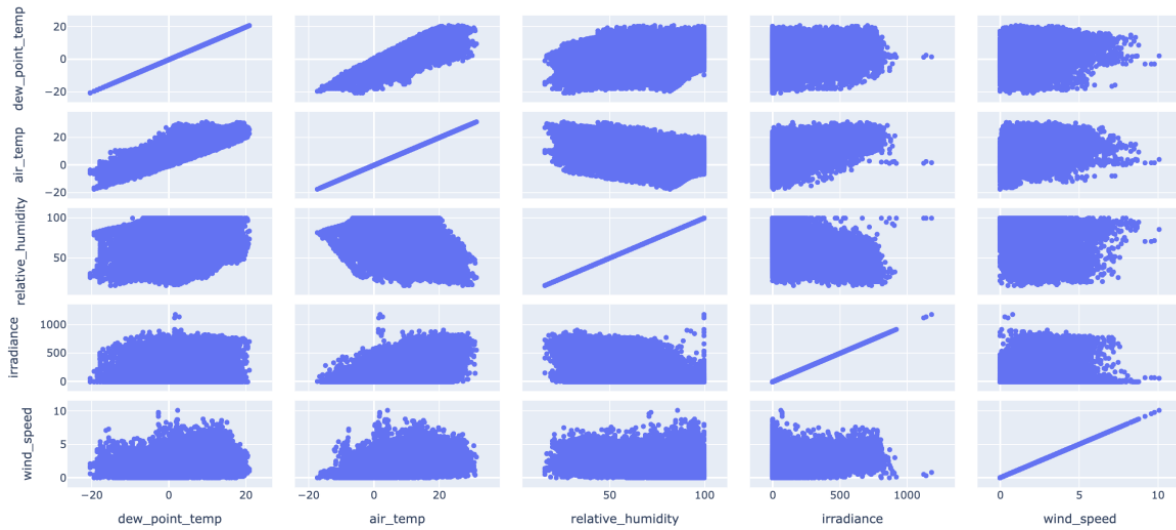 dew_point_temp
20
0
−20
air_temp
20
0
−20
relative_humidity
100
50
irradiance
1000
500
0
wind_speed
10
5
0
−20 0 20 0 20 50 100 0 500 1000 0 5 10
dew_point_temp air_temp relative_humidity irradiance wind_speed